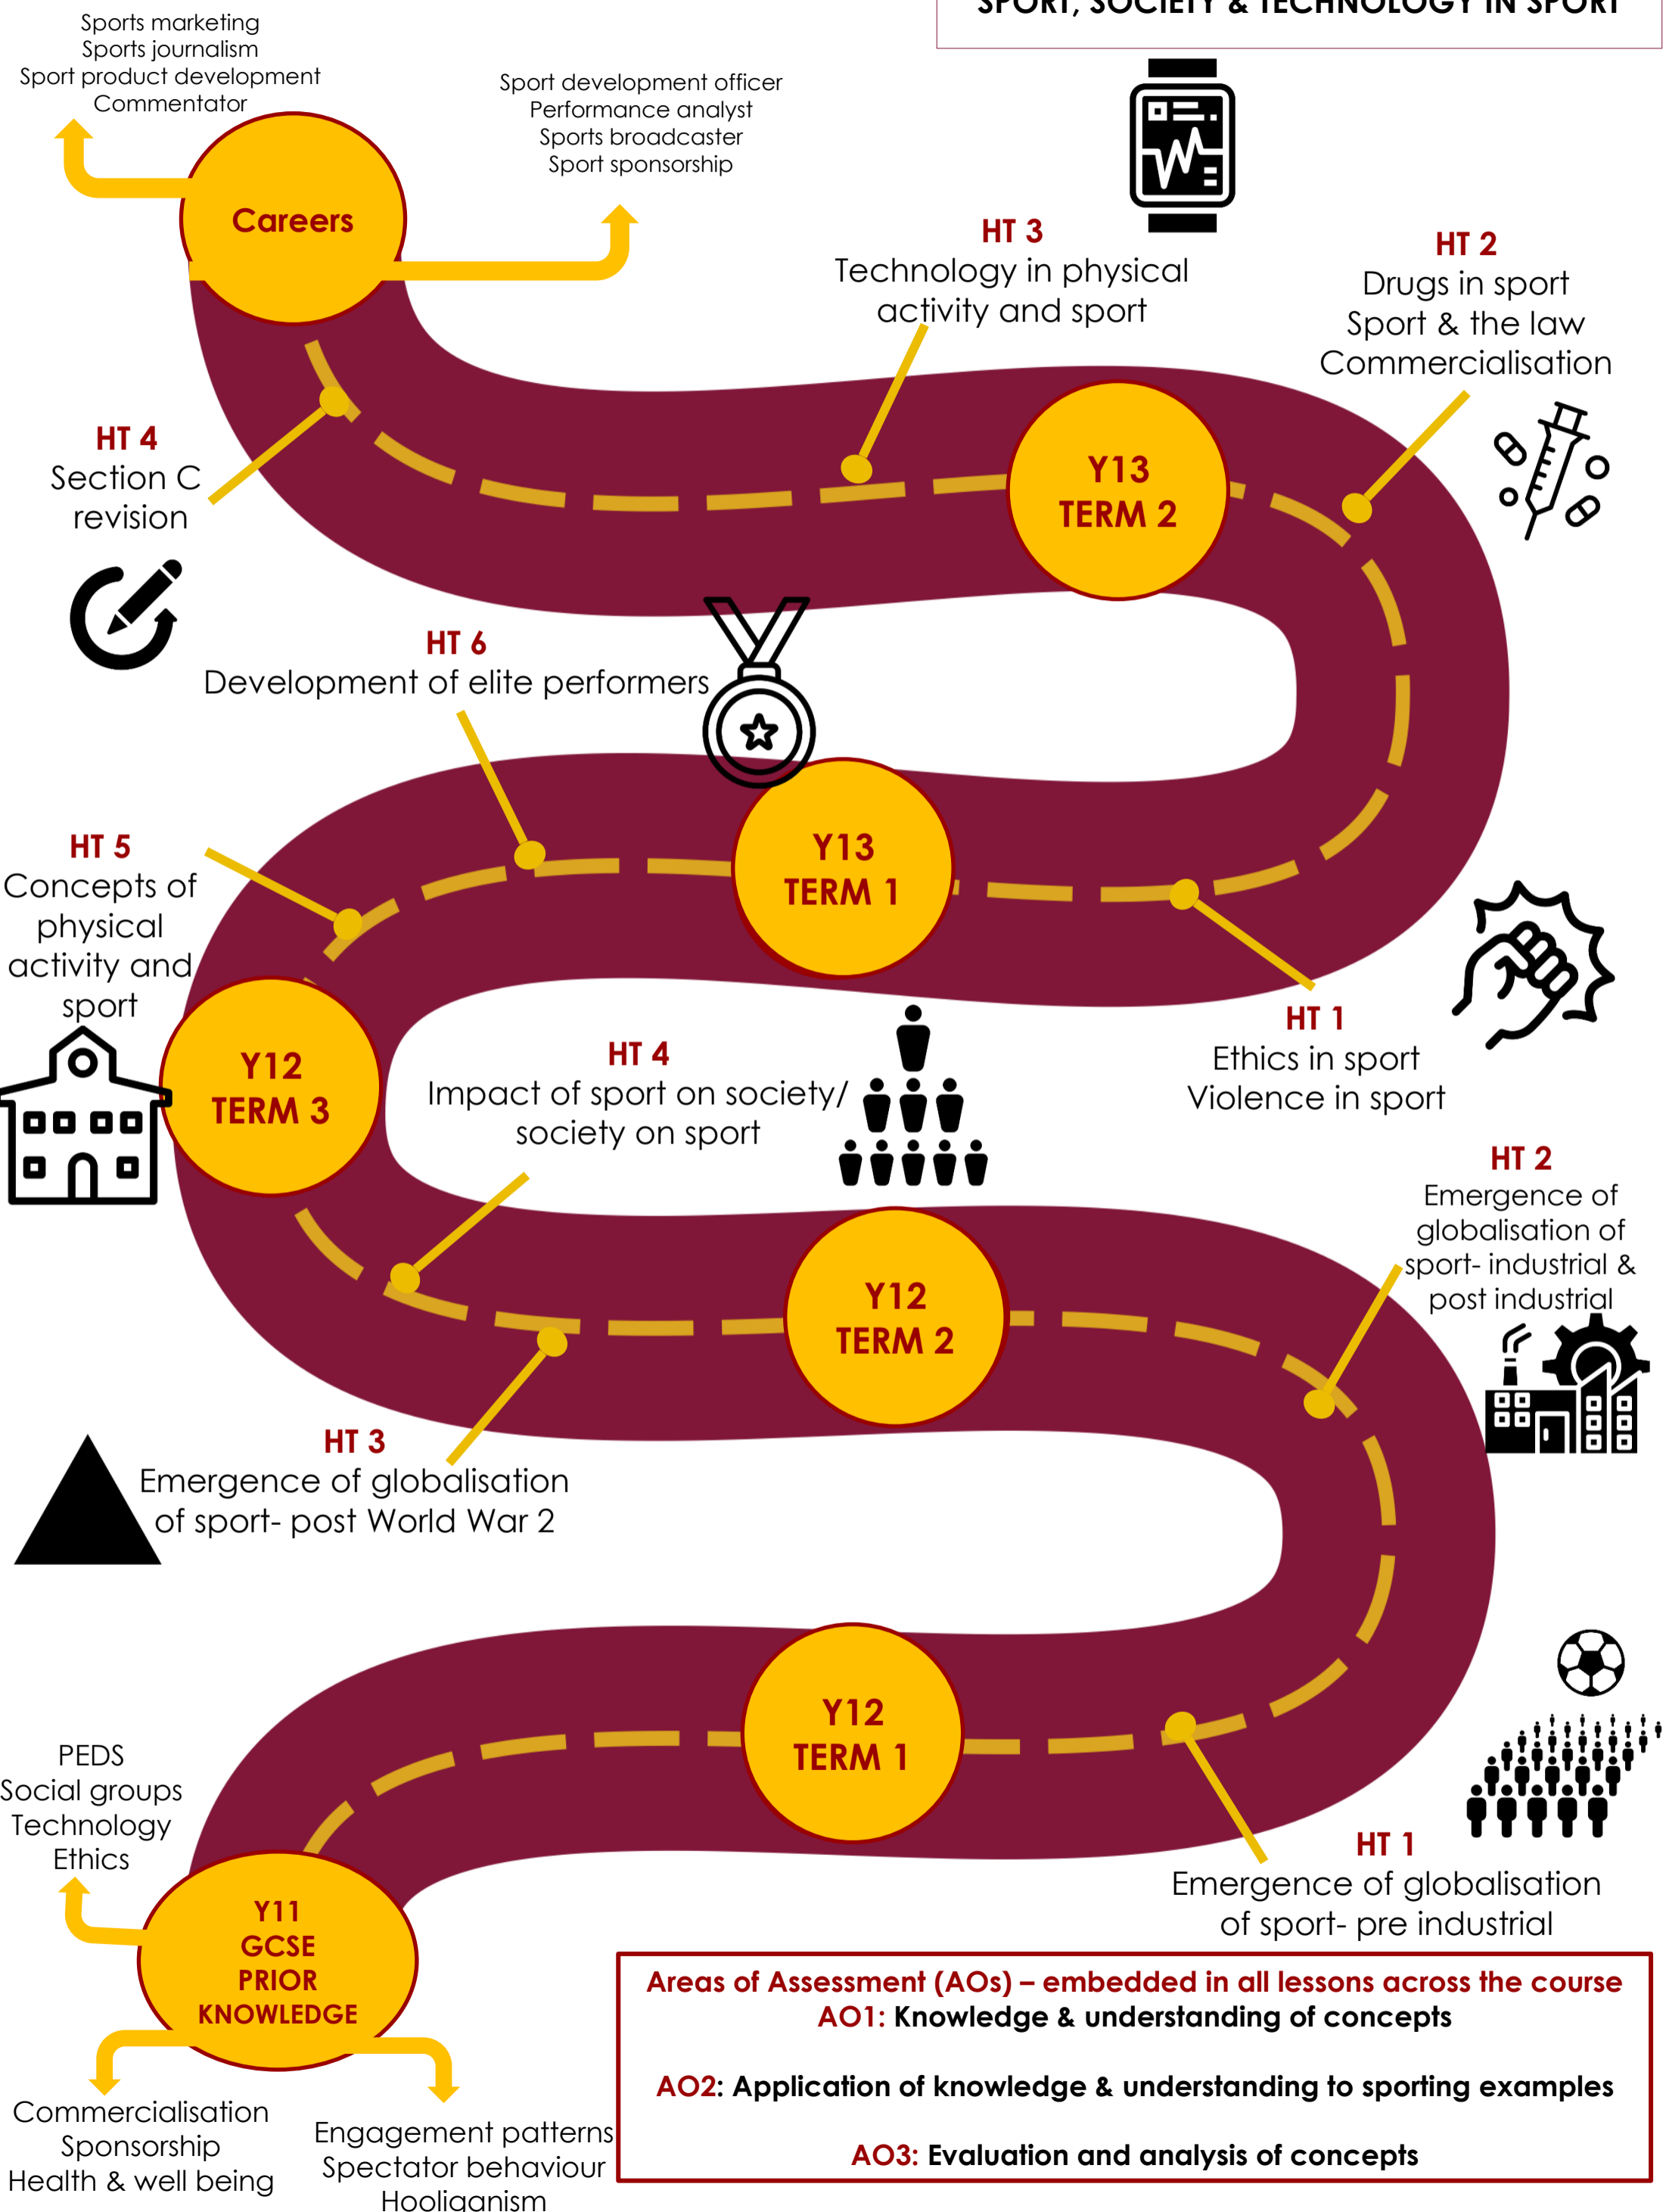 SPORT, SOCIETY & TECHNOLOGY IN SPORT
Sports marketing
Sports journalism
Sport product development
Commentator
Sport development officer
Performance analyst
Sports broadcaster
Sport sponsorship
Careers
HT 3
Technology in physical
activity and sport
HT 2
Drugs in sport
Sport & the law
Commercialisation
HT 4
Section C
revision
Y13
TERM 2
HT 6
Development of elite performers
HT 5
Concepts of
physical
activity and
sport
Y13
TERM 1
HT 1
Ethics in sport
Violence in sport
Y12
TERM 3
HT 4
Impact of sport on society/
society on sport
HT 2
Emergence of
globalisation of
sport- industrial &
post industrial
Y12
TERM 2
HT 3
Emergence of globalisation
of sport- post World War 2
Y12
TERM 1
HT 1
Emergence of globalisation
of sport- pre industrial
PEDS
Social groups
Technology
Ethics
Y11
GCSE
PRIOR
KNOWLEDGE
Commercialisation
Sponsorship
Health & well being
Engagement patterns
Spectator behaviour
Hooliganism
Areas of Assessment (AOs) – embedded in all lessons across the course
AO1: Knowledge & understanding of concepts
AO2: Application of knowledge & understanding to sporting examples
AO3: Evaluation and analysis of concepts